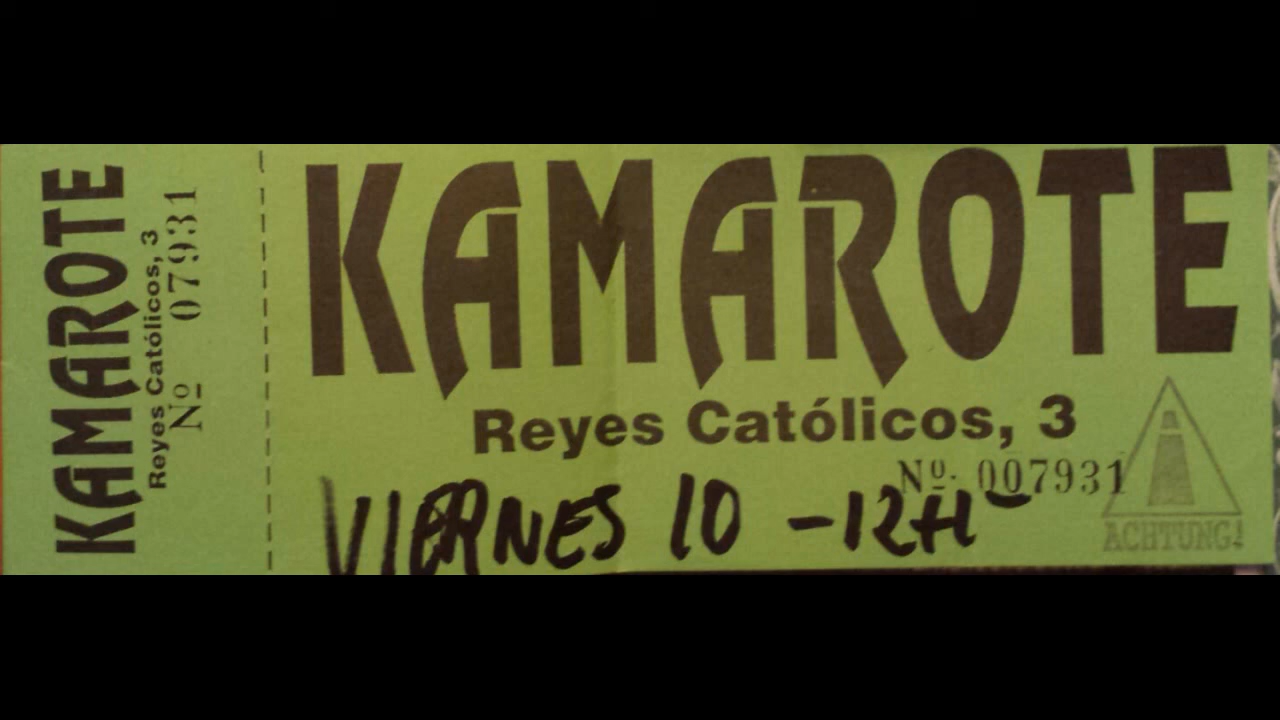 KAMAROTE
Reyes Católicos, 3
Nº 07931
KAMAROTE
Reyes Católicos, 3
Nº. 007931
VIERNES 10 - 12H
ACHTUNG!